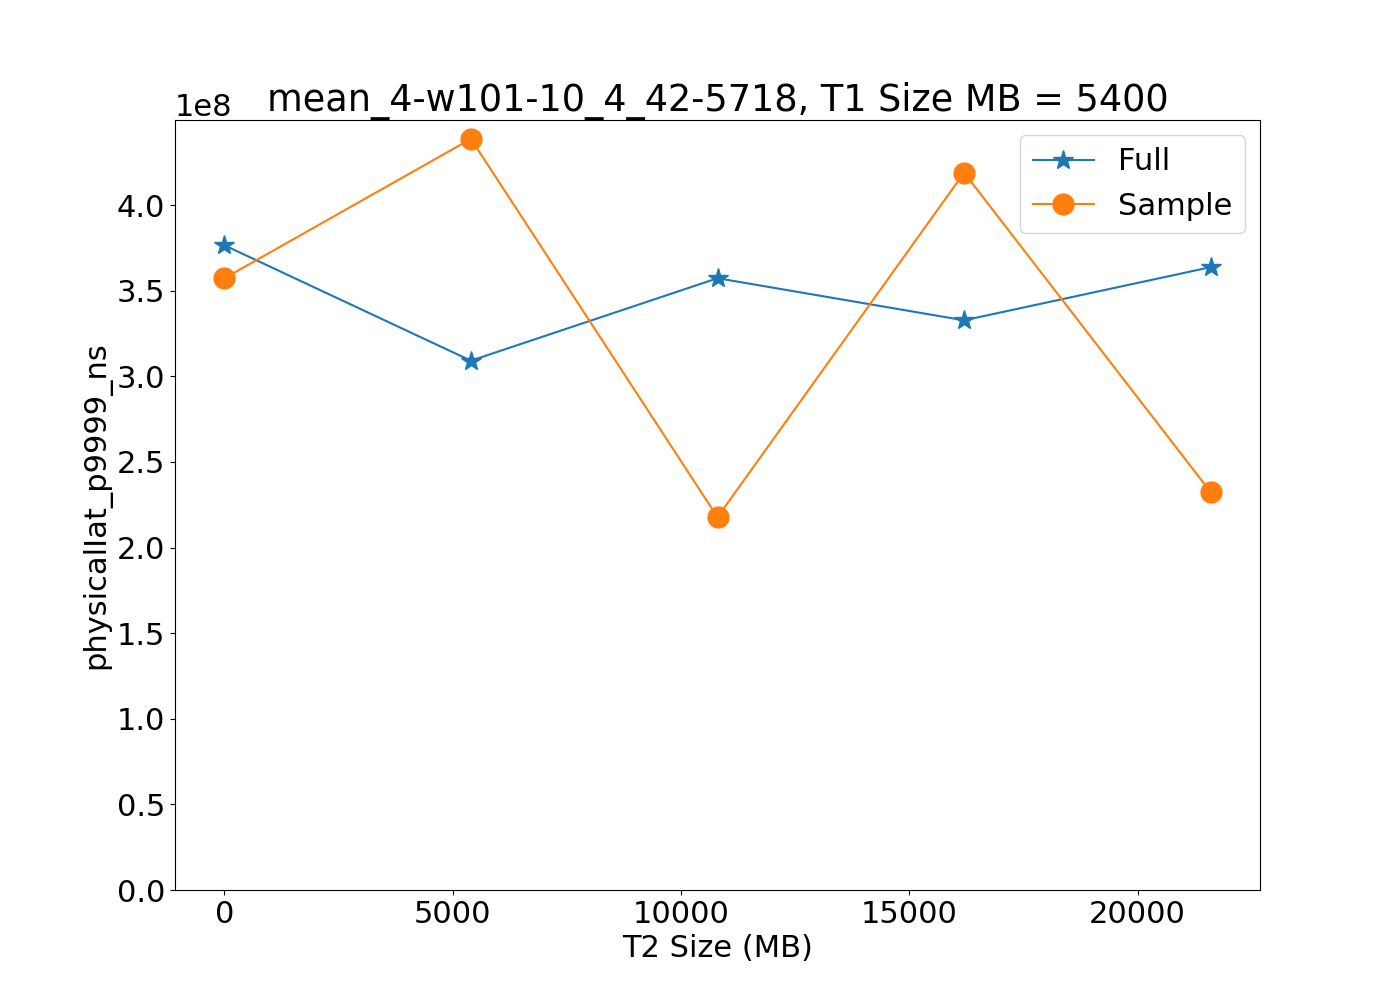 1e8
mean_4-w101-10_4_42-5718, T1 Size MB = 5400
Full
Sample
4.0
3.5
3.0
2.5
2.0
1.5
1.0
0.5
0.0
physicallat_p9999_ns
0 5000 10000 15000 20000
T2 Size (MB)